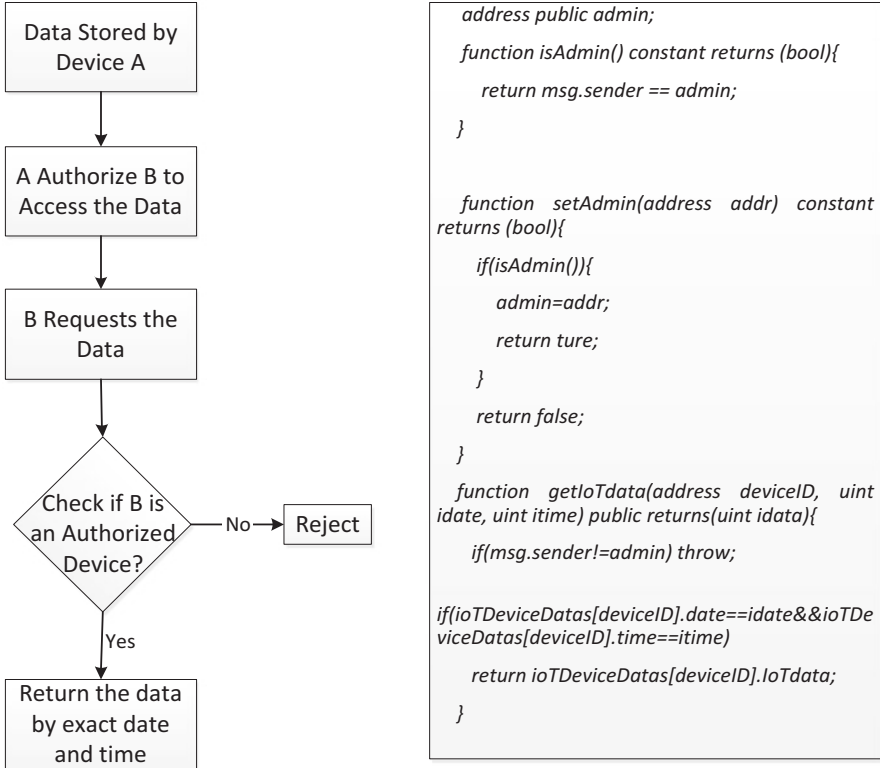 Data Stored by
Device A
A Authorize B to
Access the Data
B Requests the
Data
Check if B is
an Authorized
Device?
No
Reject
Yes
Return the data
by exact date
and time
address public admin;
function isAdmin() constant returns (bool){
return msg.sender == admin;
}
function setAdmin(address addr) constant
returns (bool){
if(isAdmin()){
admin=addr;
return ture;
}
return false;
}
function getIoTdata(address deviceID, uint
idate, uint itime) public returns(uint idata){
if(msg.sender!=admin) throw;
if(ioTDeviceDatas[deviceID].date==idate&&ioTDe
viceDatas[deviceID].time==itime)
return ioTDeviceDatas[deviceID].IoTdata;
}